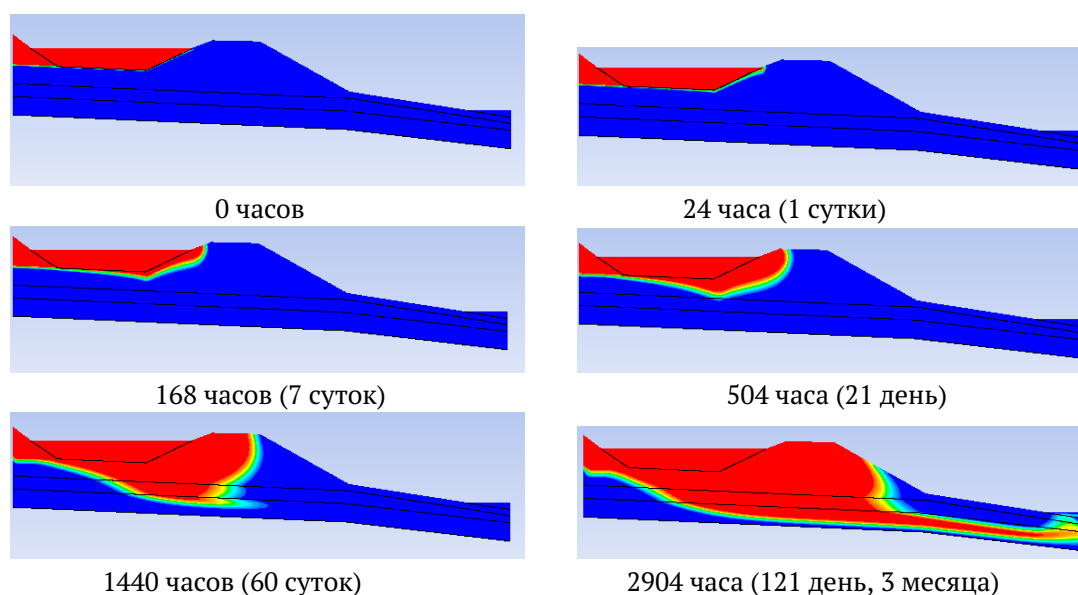 0 часов
24 часа (1 сутки)
168 часов (7 суток)
504 часа (21 день)
1440 часов (60 суток)
2904 часа (121 день, 3 месяца)